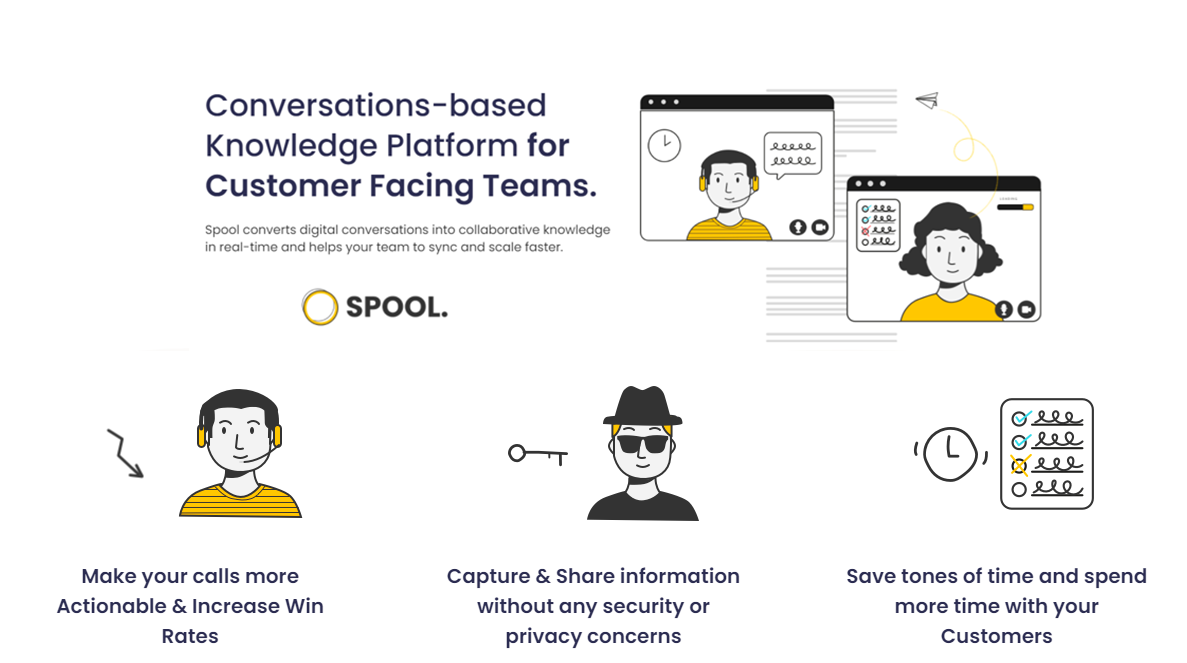 Conversations-based
Knowledge Platform for
Customer Facing Teams.
Spool converts digital conversations into collaborative knowledge
in real-time and helps your team to sync and scale faster.
SPOOL.
Make your calls more
Actionable & Increase Win
Rates
Capture & Share information
without any security or
privacy concerns
Save tones of time and spend
more time with your
Customers